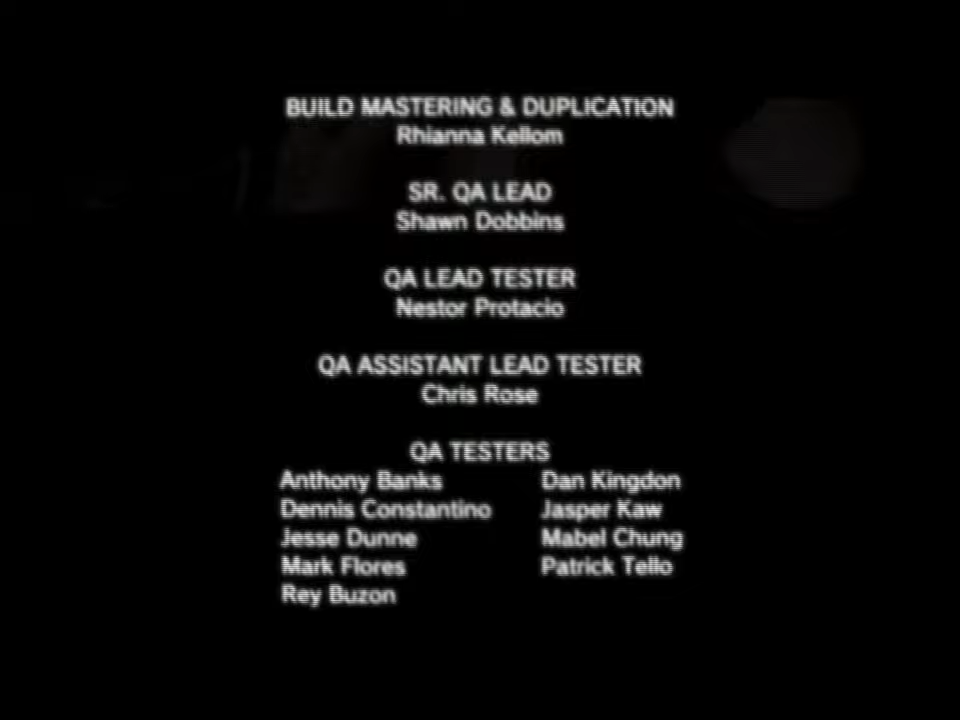 BUILD MASTERING & DUPLICATION
Rhianna Kellom
SR. QA LEAD
Shawn Dobbins
QA LEAD TESTER
Nestor Protacio
QA ASSISTANT LEAD TESTER
Chris Rose
QA TESTERS
Anthony Banks
Dennis Constantino
Jesse Dunne
Mark Flores
Rey Buzon
Dan Kingdon
Jasper Kaw
Mabel Chung
Patrick Tello